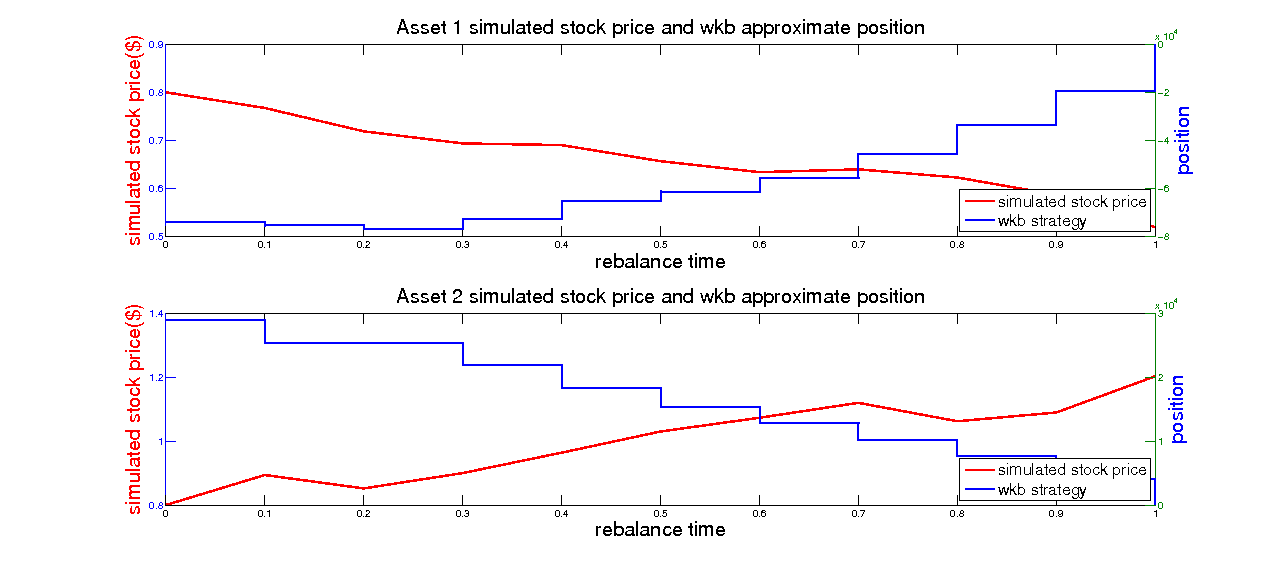 Asset 1 simulated stock price and wkb approximate position
x 10^4
0.9
0.8
0.7
0.6
0.5
simulated stock price($)
0
-2
-4
-6
-8
position
simulated stock price
wkb strategy
0 0.1 0.2 0.3 0.4 0.5 0.6 0.7 0.8 0.9 1
rebalance time
Asset 2 simulated stock price and wkb approximate position
x 10^4
1.4
1.2
1
0.8
simulated stock price($)
3
2
1
0
position
simulated stock price
wkb strategy
0 0.1 0.2 0.3 0.4 0.5 0.6 0.7 0.8 0.9 1
rebalance time